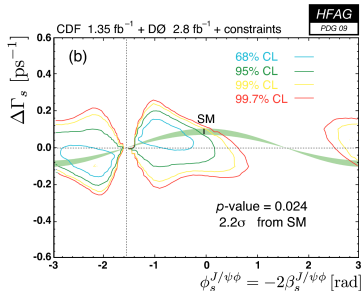 CDF 1.35 fb⁻¹ + DØ 2.8 fb⁻¹ + constraints
HFAG
PDG 09
(b)
68% CL
95% CL
99% CL
99.7% CL
SM
p-value = 0.024
2.2σ from SM
ΔΓₛ [ps⁻¹]
0.6
0.4
0.2
0.0
-0.2
-0.4
-0.6
-3 -2 -1 0 1 2 3
ϕₛ^{J/ψϕ} = −2βₛ^{J/ψϕ} [rad]